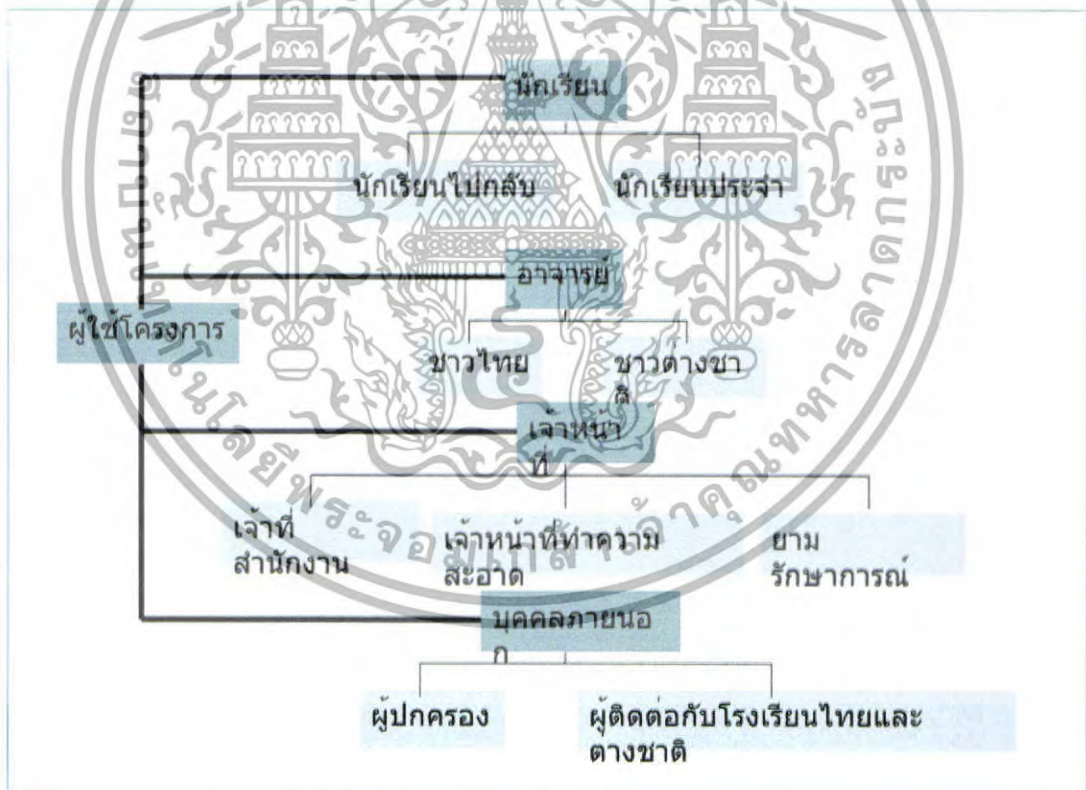 นักเรียน
นักเรียนไปกลับ
นักเรียนประจำ
อาจารย์
ผู้ใช้โครงการ
ชาวไทย
ชาวต่างชา
ติ
เจ้าหน้า
ที่
เจ้าที่
สำนักงาน
เจ้าหน้าที่ทำความ
สะอาด
ยาม
รักษาการณ์
บุคคลภายนอ
ก
ผู้ปกครอง
ผู้ติดต่อกับโรงเรียนไทยและ
ตางชาติ